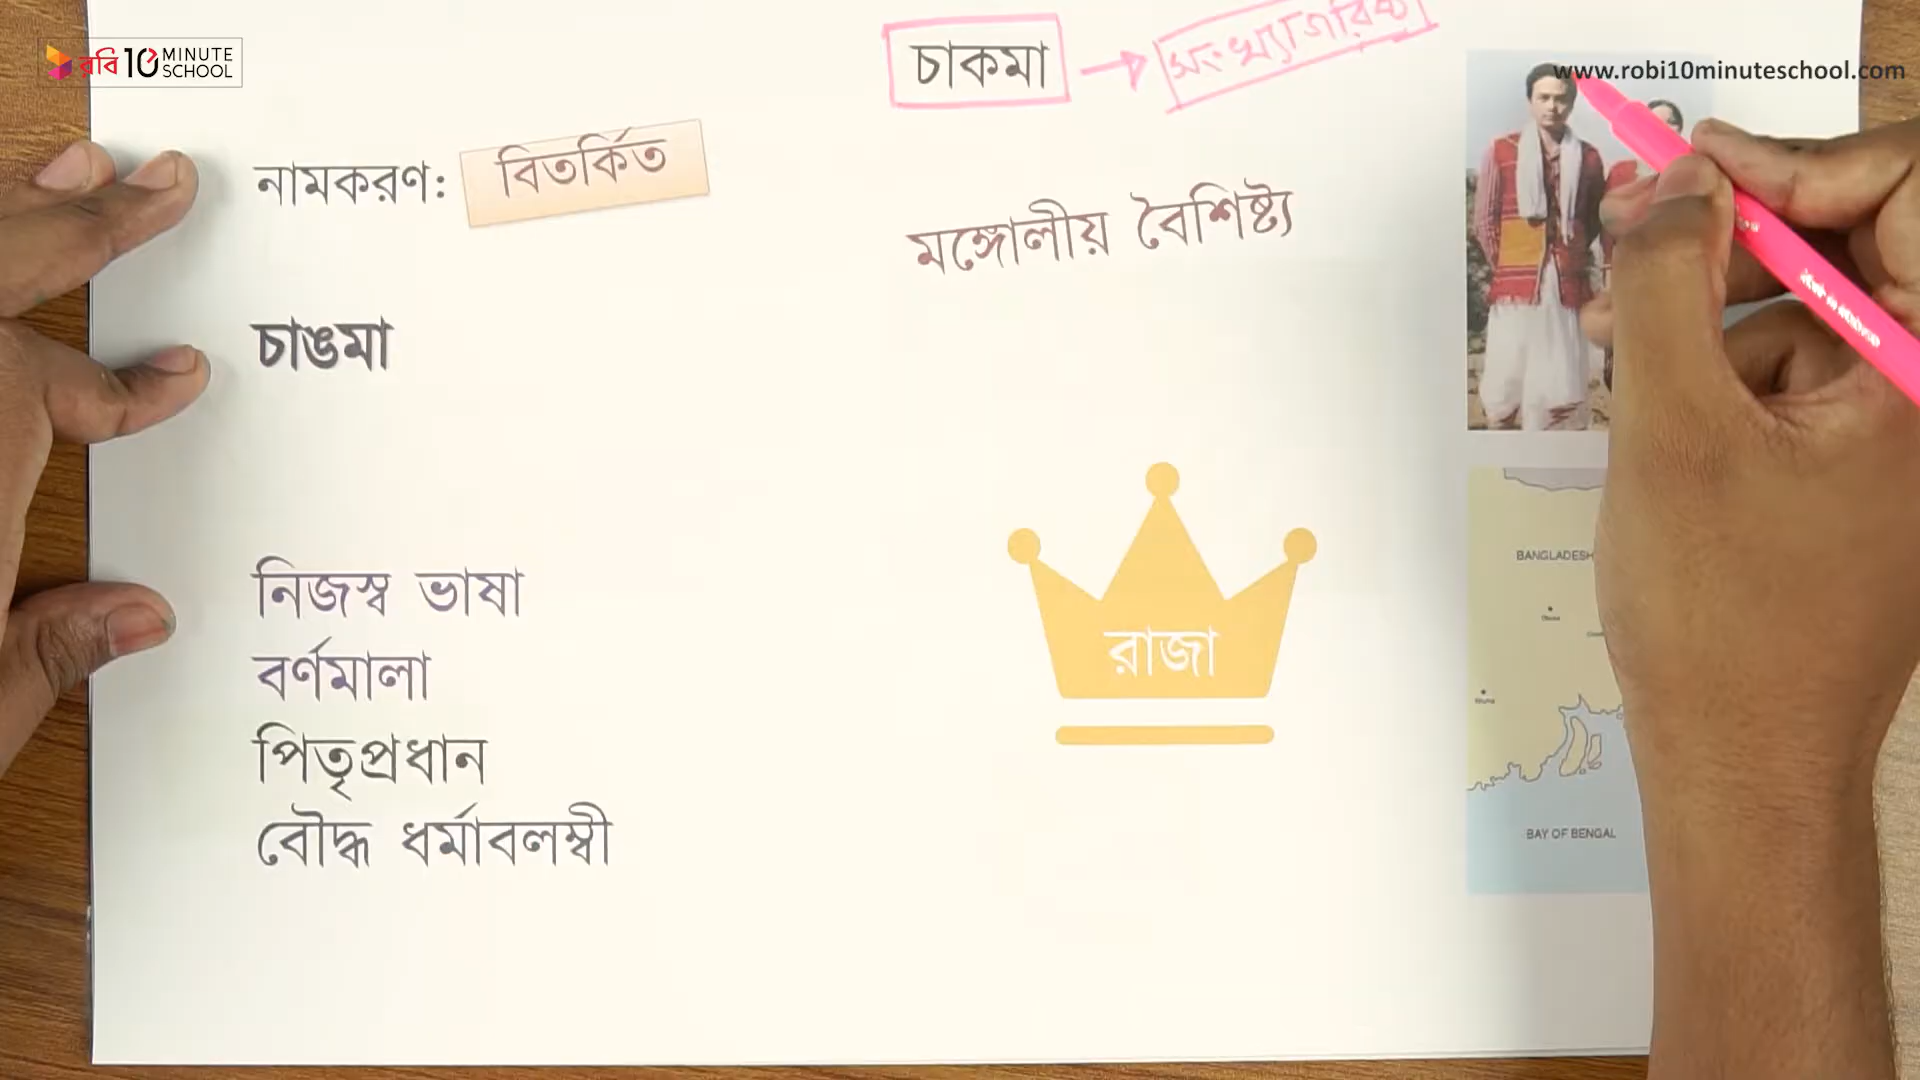 রবি 10 MINUTE SCHOOL
www.robi10minuteschool.com
চাকমা
সংখ্যাগরিষ্ঠ
নামকরণ: বিতর্কিত
মঙ্গোলীয় বৈশিষ্ট্য
চাঙমা
নিজস্ব ভাষা
বর্ণমালা
পিতৃপ্রধান
বৌদ্ধ ধর্মাবলম্বী
রাজা
BANGLADESH
BAY OF BENGAL